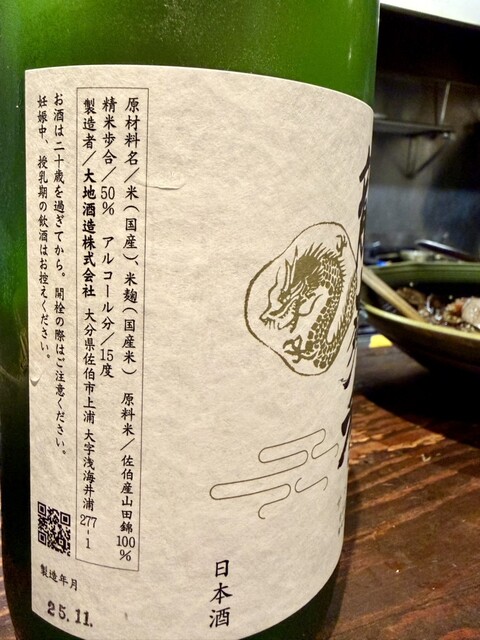 原材料名／米(国産)、米麹(国産米)　原料米／佐伯産山田錦100%
精米歩合／50%　アルコール分／15度
製造者／大地酒造株式会社　大分県佐伯市上浦大字浅海井浦277-1
お酒は二十歳を過ぎてから。開栓の際はご注意ください。
妊娠中、授乳期の飲酒はお控えください。
製造年月
25.11.
日本酒